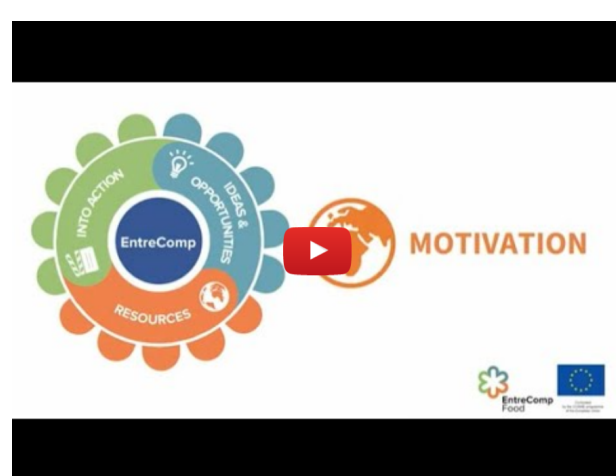 INTO ACTION
IDEAS &
OPPORTUNITIES
EntreComp
RESOURCES
MOTIVATION
EntreComp
Food